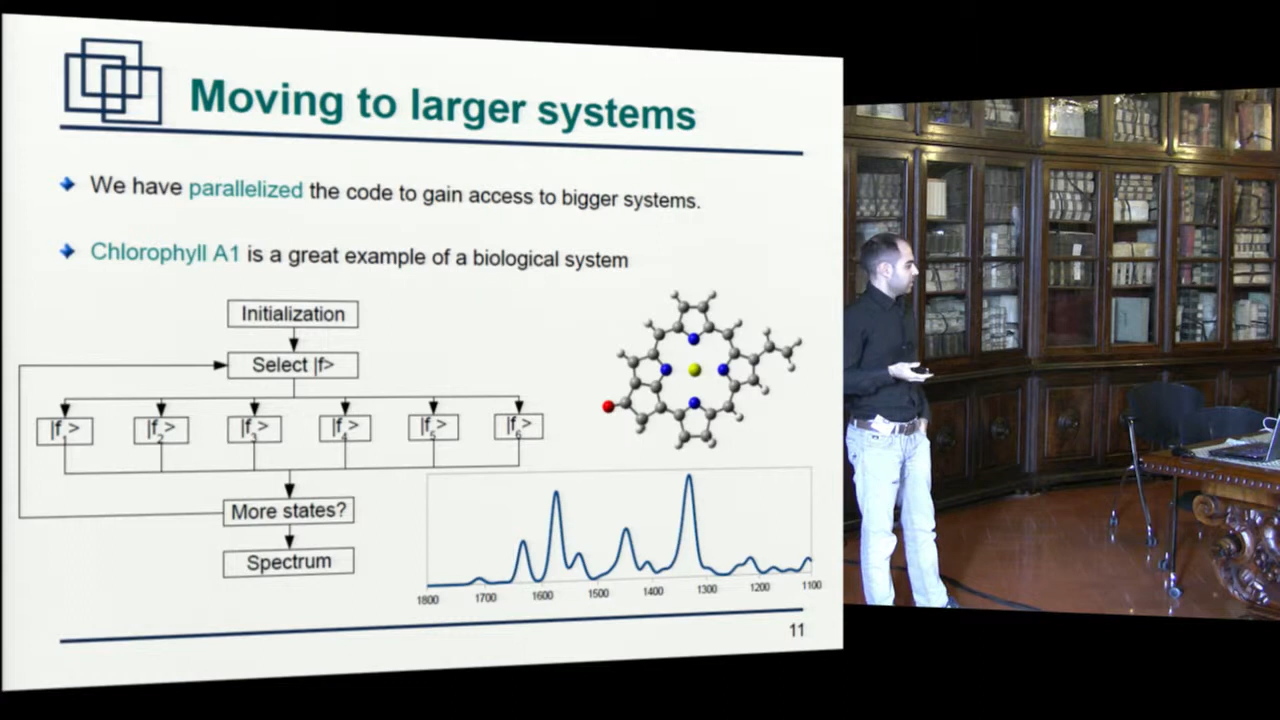 Moving to larger systems
We have parallelized the code to gain access to bigger systems.
Chlorophyll A1 is a great example of a biological system
Initialization
Select |f>
|f1> |f2> |f3> |f4> |f5> |f6>
More states?
Spectrum
1800 1700 1600 1500 1400 1300 1200 1100
11